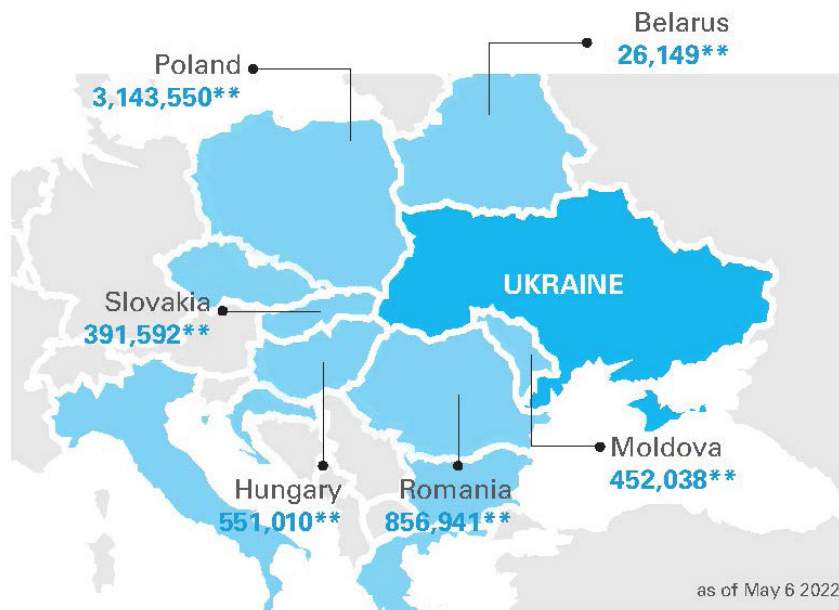 Belarus
26,149**
Poland
3,143,550**
UKRAINE
Slovakia
391,592**
Moldova
452,038**
Hungary
551,010**
Romania
856,941**
as of May 6 2022